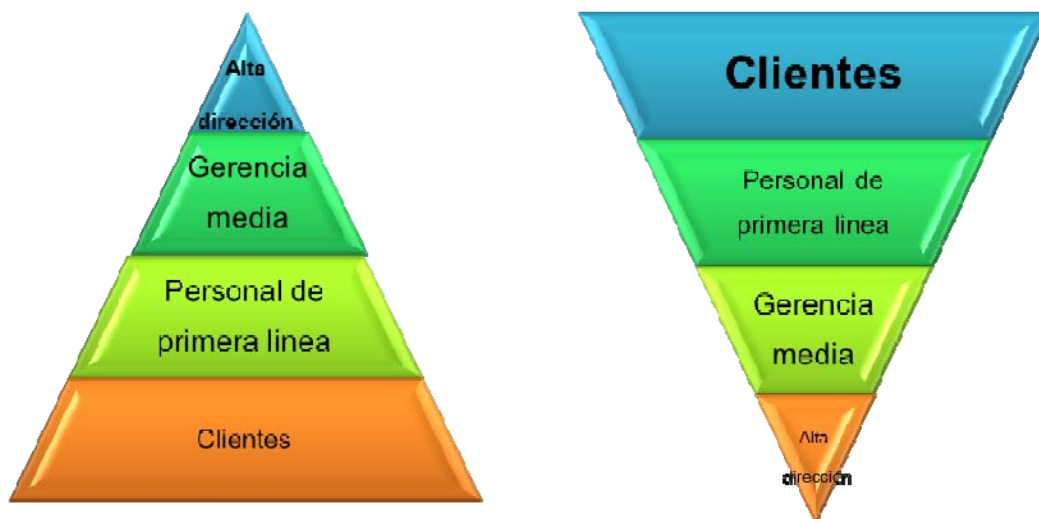 Alta
dirección
Gerencia
media
Personal de
primera linea
Clientes
Clientes
Personal de
primera linea
Gerencia
media
Alta
dirección